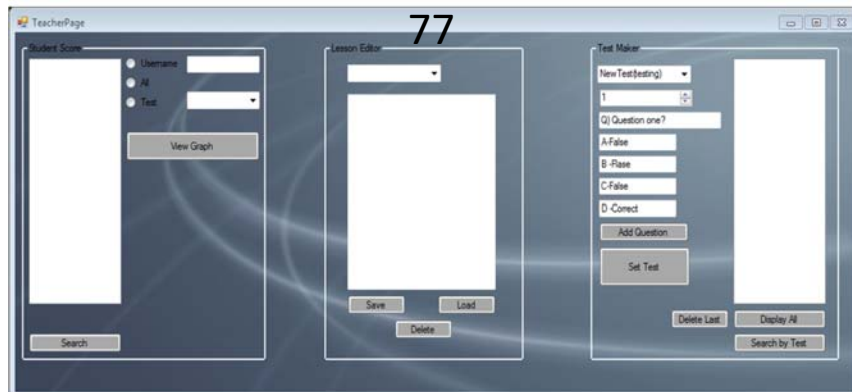 77
TeacherPage
Student Score
Username
All
Test
View Graph
Search
Lesson Editor
Save
Load
Delete
Test Maker
NewTest(testing)
1
Q) Question one?
A-False
B -Flase
C-False
D -Correct
Add Question
Set Test
Delete Last
Display All
Search by Test